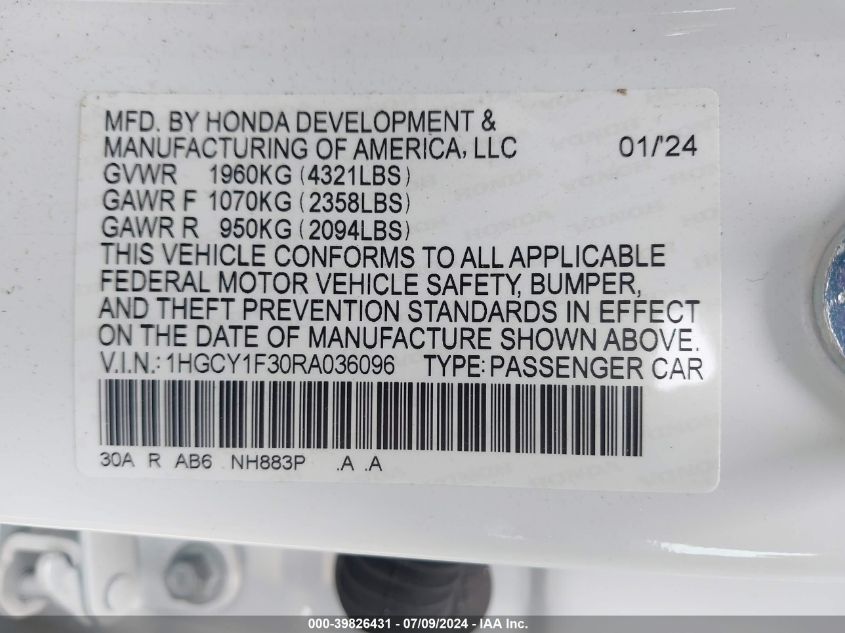 MFD. BY HONDA DEVELOPMENT &
MANUFACTURING OF AMERICA, LLC 01/'24
GVWR 1960KG (4321LBS)
GAWR F 1070KG (2358LBS)
GAWR R 950KG (2094LBS)
THIS VEHICLE CONFORMS TO ALL APPLICABLE
FEDERAL MOTOR VEHICLE SAFETY, BUMPER,
AND THEFT PREVENTION STANDARDS IN EFFECT
ON THE DATE OF MANUFACTURE SHOWN ABOVE.
V.I.N.: 1HGCY1F30RA036096 TYPE: PASSENGER CAR
30A R AB6 NH883P .A .A
000-39826431 - 07/09/2024 - IAA Inc.